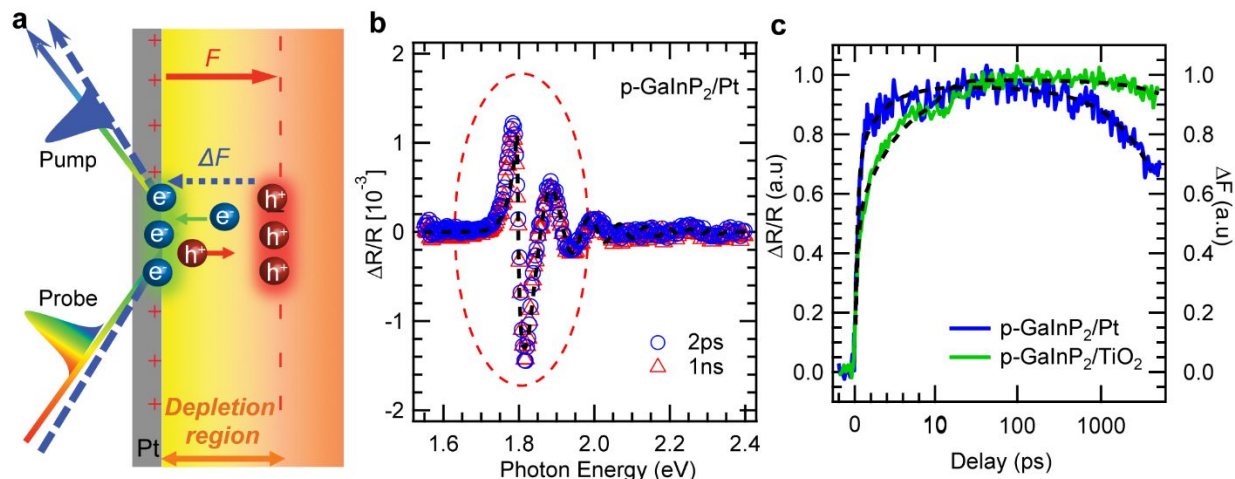 a
F
Pump
ΔF
e-
h+
e-
e-
h+
h+
e-
h+
Probe
Depletion
region
Pt
b
p-GaInP2/Pt
ΔR/R [10-3]
2
1
0
-1
-2
2ps
1ns
1.6
1.8
2.0
2.2
2.4
Photon Energy (eV)
c
ΔR/R (a.u)
1.0
0.8
0.6
0.4
0.2
0.0
p-GaInP2/Pt
p-GaInP2/TiO2
1.0
0.8
0.6
0.4
0.2
0.0
ΔF (a.u)
0
10
100
1000
Delay (ps)